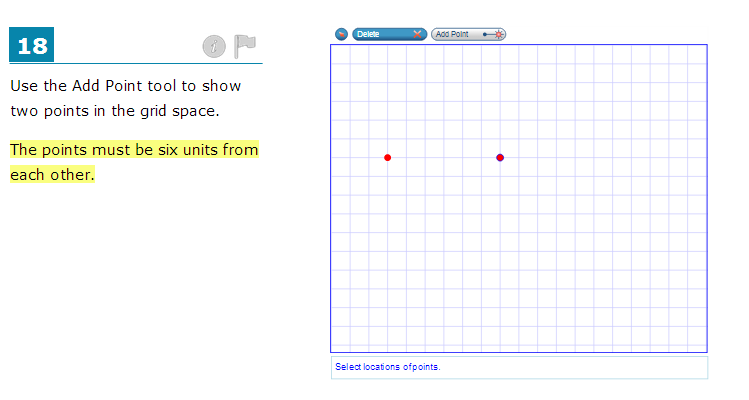 18
Use the Add Point tool to show
two points in the grid space.
The points must be six units from
each other.
Delete
Add Point
Select locations of points.